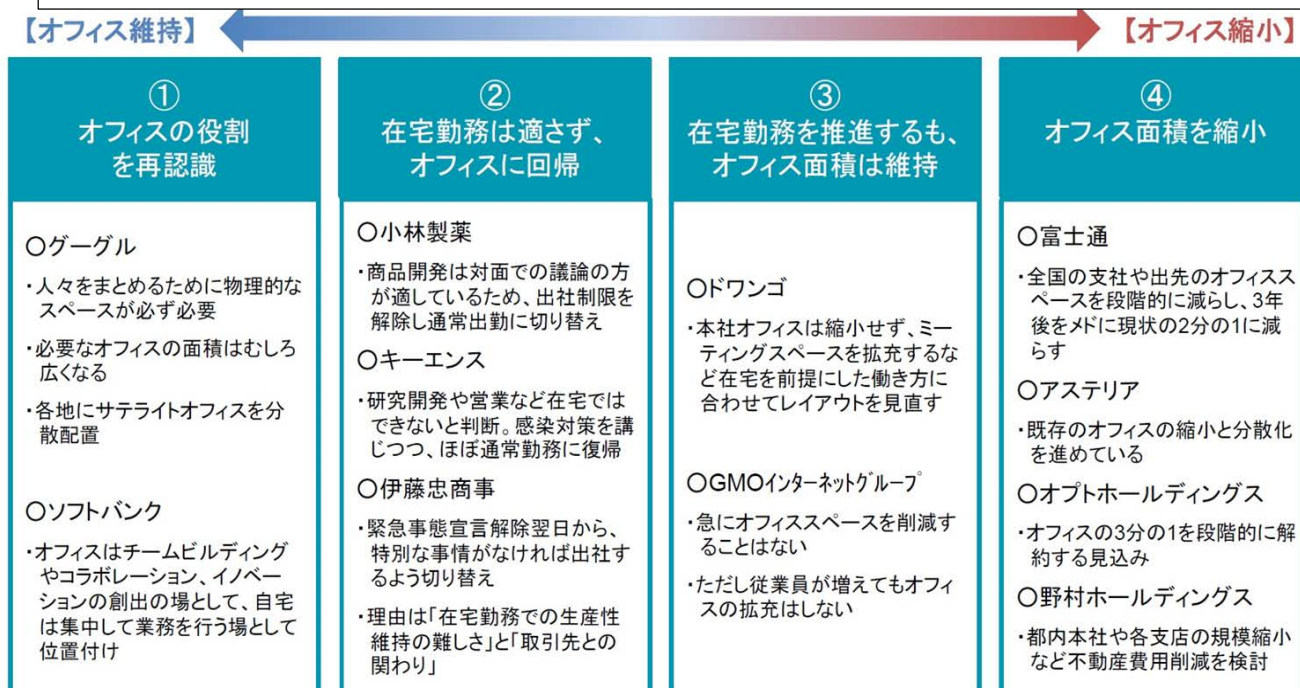 【オフィス維持】
【オフィス縮小】
①
オフィスの役割
を再認識
〇グーグル
・人々をまとめるために物理的な
スペースが必ず必要
・必要なオフィスの面積はむしろ
広くなる
・各地にサテライトオフィスを分
散配置
〇ソフトバンク
・オフィスはチームビルディング
やコラボレーション、イノベー
ションの創出の場として、自宅
は集中して業務を行う場として
位置付け
②
在宅勤務は適さず、
オフィスに回帰
〇小林製薬
・商品開発は対面での議論の方
が適しているため、出社制限を
解除し通常出勤に切り替え
〇キーエンス
・研究開発や営業など在宅では
できないと判断。感染対策を講
じつつ、ほぼ通常勤務に復帰
〇伊藤忠商事
・緊急事態宣言解除翌日から、
特別な事情がなければ出社す
るよう切り替え
・理由は「在宅勤務での生産性
維持の難しさ」と「取引先との
関わり」
③
在宅勤務を推進するも、
オフィス面積は維持
〇ドワンゴ
・本社オフィスは縮小せず、ミー
ティングスペースを拡充するな
ど在宅を前提にした働き方に
合わせてレイアウトを見直す
〇GMOインターネットグループ
・急にオフィススペースを削減す
ることはない
・ただし従業員が増えてもオフィ
スの拡充はしない
④
オフィス面積を縮小
〇富士通
・全国の支社や出先のオフィスス
ペースを段階的に減らし、3年
後をメドに現状の2分の1に減
らす
〇アステリア
・既存のオフィスの縮小と分散化
を進めている
〇オプトホールディングス
・オフィスの3分の1を段階的に解
約する見込み
〇野村ホールディングス
・都内本社や各支店の規模縮小
など不動産費用削減を検討